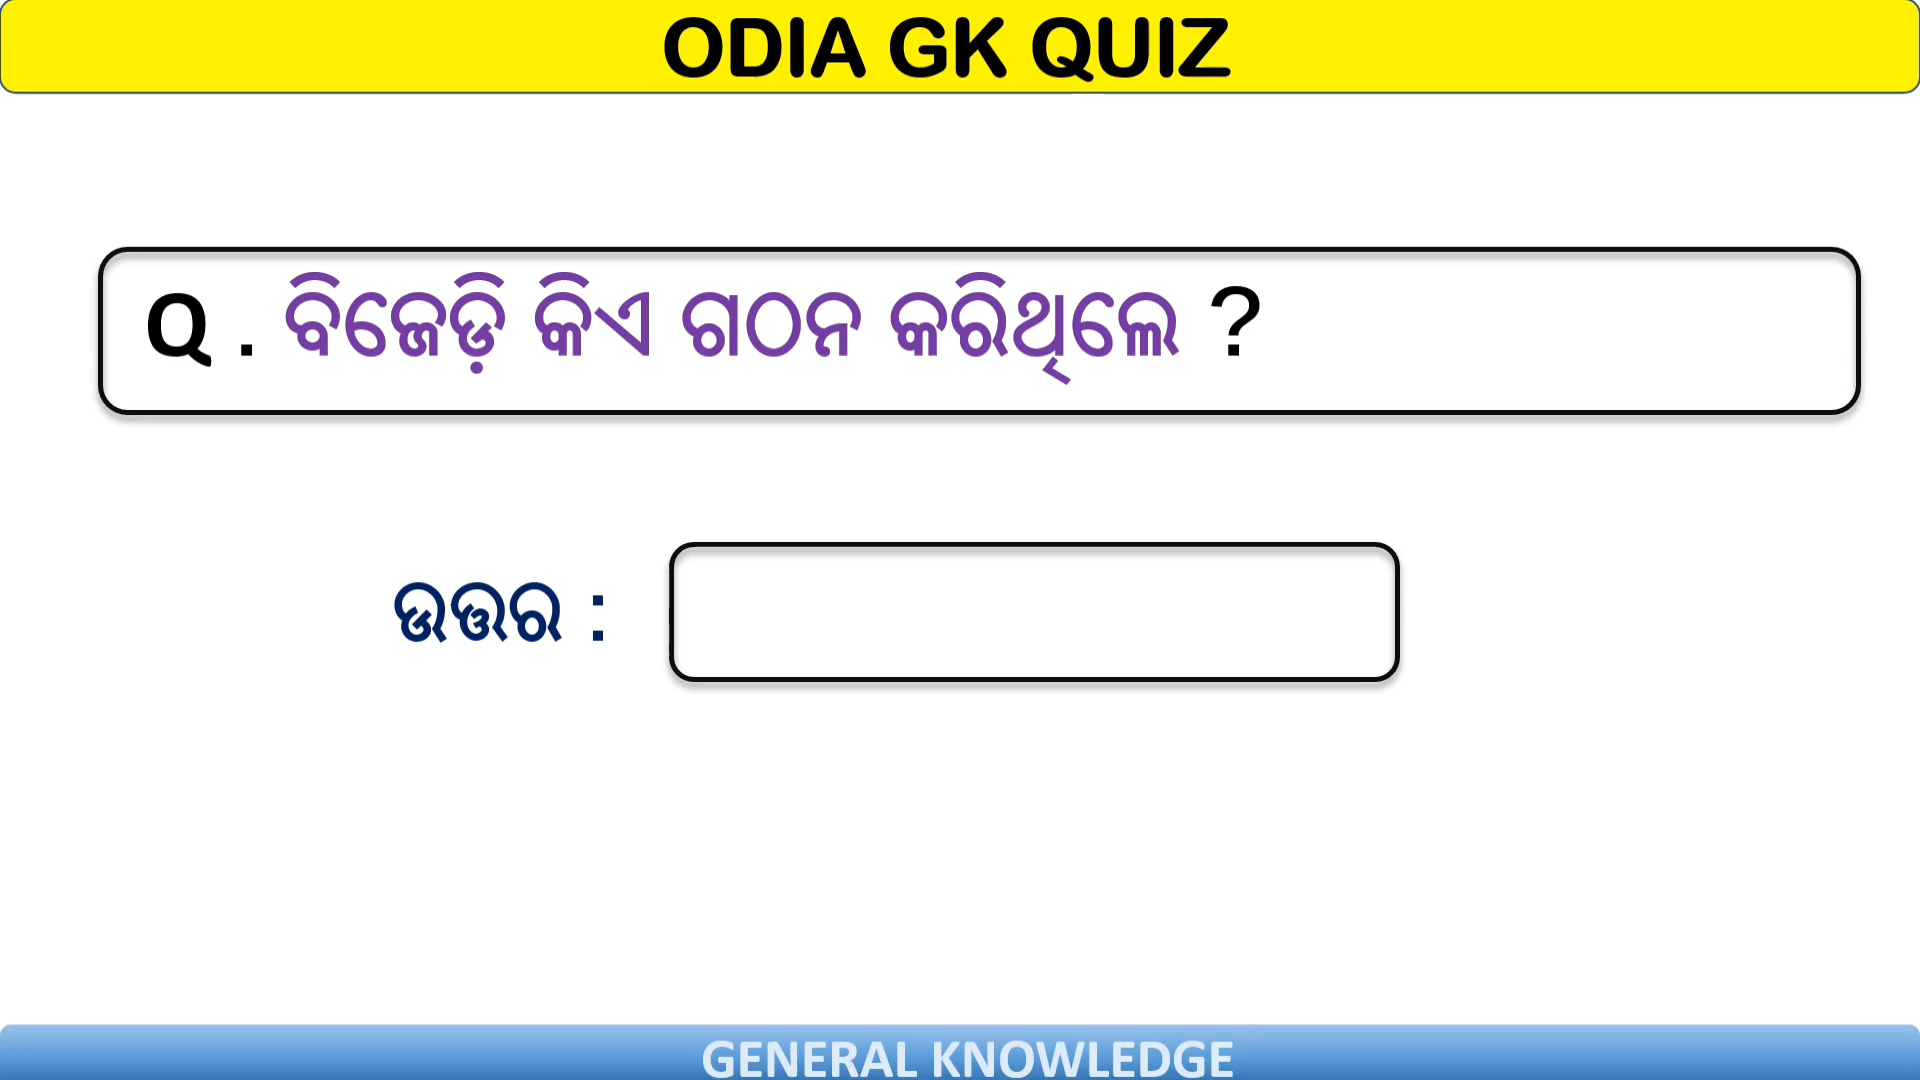 ODIA GK QUIZ
Q . ବିଜେଡ଼ି କିଏ ଗଠନ କରିଥିଲେ ?
ଉତ୍ତର :
GENERAL KNOWLEDGE